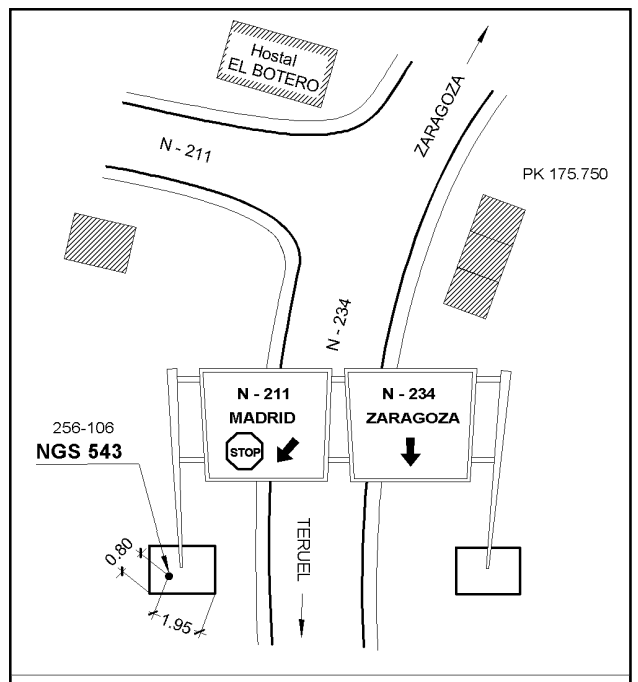 Hostal
EL BOTERO
ZARAGOZA
N - 211
PK 175.750
N - 234
N - 211
MADRID
STOP
N - 234
ZARAGOZA
256-106
NGS 543
TERUEL
0.80
1.95